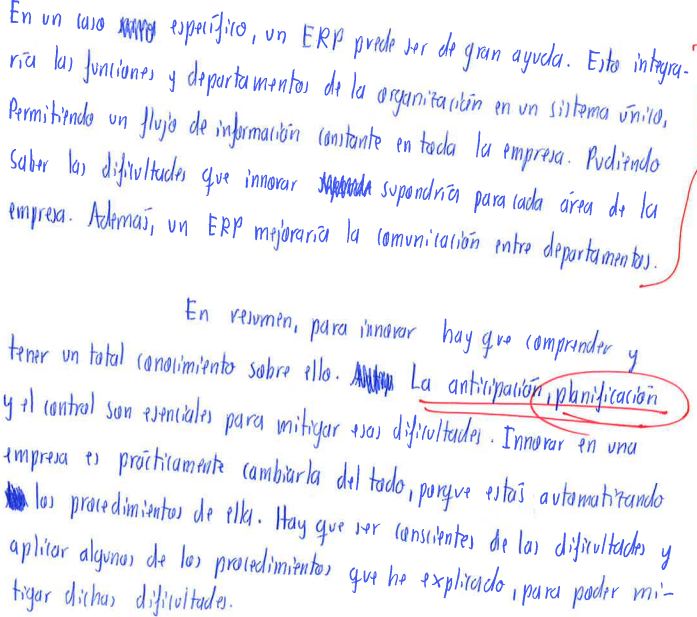 En un caso específico, un ERP puede ser de gran ayuda. Esto integra-
ría las funciones y departamentos de la organización en un sistema único,
Permitiendo un flujo de información constante en toda la empresa. Pudiendo
saber las dificultades que innovar supondría para cada área de la
empresa. Además, un ERP mejoraría la comunicación entre departamentos.
En resumen, para innovar hay que comprender y
tener un total conocimiento sobre ello. La anticipación, planificación
y el control son esenciales para mitigar esas dificultades. Innovar en una
empresa es prácticamente cambiarla del todo, porque estás automatizando
los procedimientos de ella. Hay que ser conscientes de las dificultades y
aplicar algunos de los procedimientos que he explicado, para poder mi-
tigar dichas dificultades.